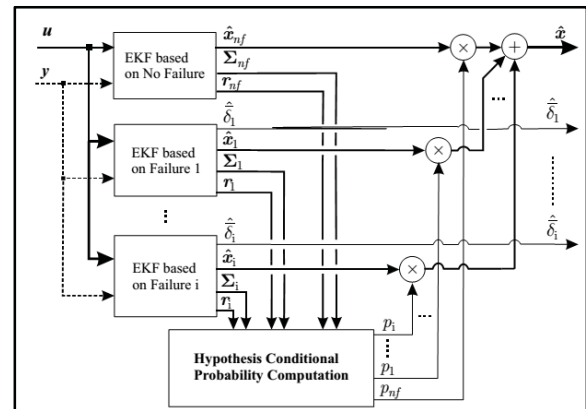 u
y
EKF based
on No Failure
x̂nf
Σnf
rnf
×
+
x̂
...
EKF based
on Failure 1
δ̄̂1
x̂1
Σ1
r1
×
δ̄̂1
EKF based
on Failure i
δ̄̂i
x̂i
Σi
ri
×
δ̄̂i
...
Hypothesis Conditional
Probability Computation
pi
p1
pnf